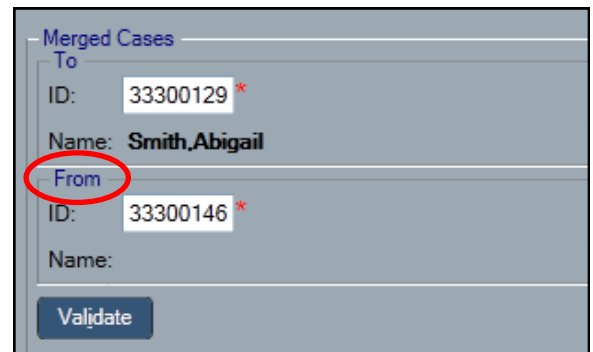 Merged Cases
To
ID: 33300129 *
Name: Smith,Abigail
From
ID: 33300146 *
Name:
Validate